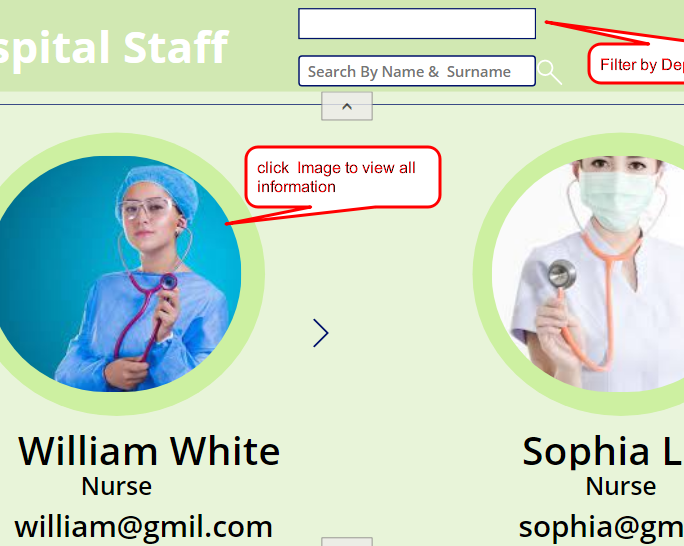 spital Staff
Search By Name &  Surname
Filter by Dep
click  Image to view all
information
William White
Nurse
william@gmil.com
Sophia L
Nurse
sophia@gm